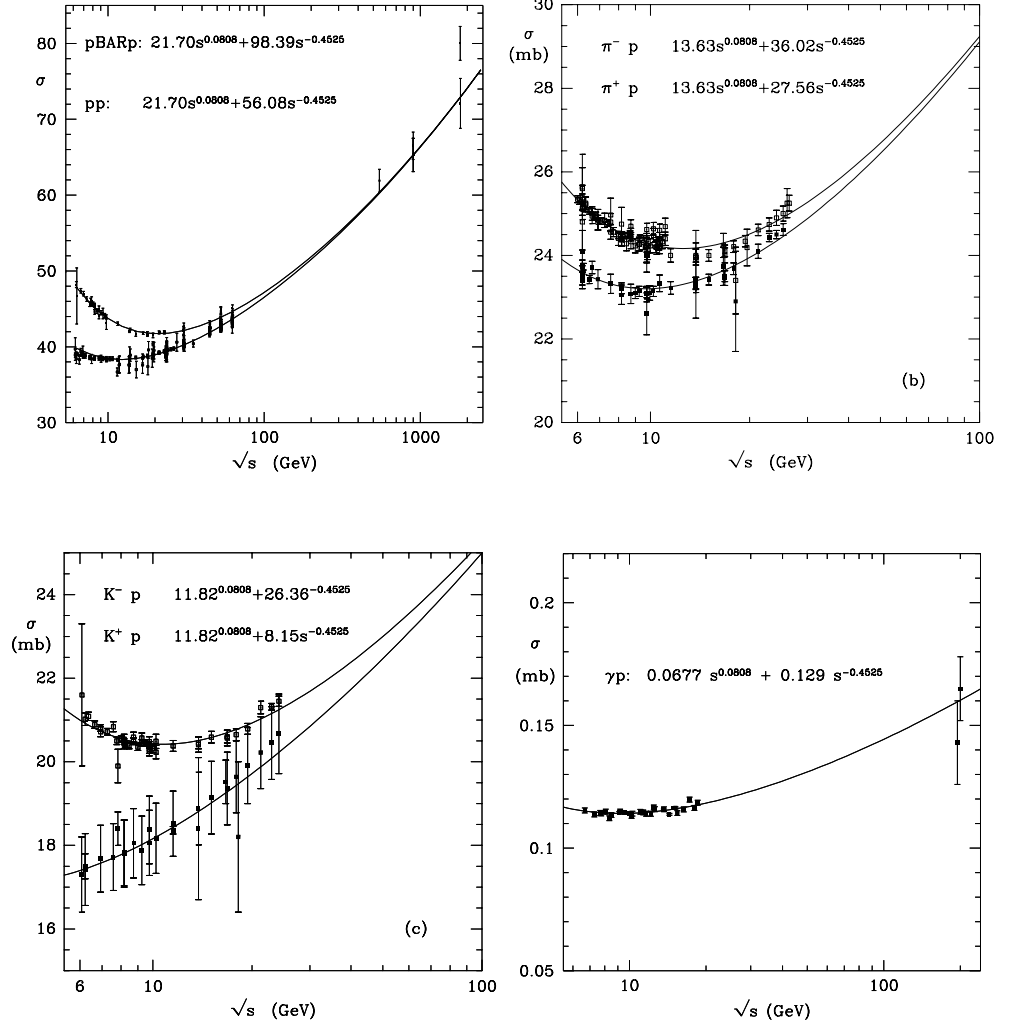 80
pBARp: 21.70s^0.0808+98.39s^-0.4525
σ
pp: 21.70s^0.0808+56.08s^-0.4525
70
60
50
40
30
10 100 1000
√s (GeV)
30
σ
(mb)
π⁻ p 13.63s^0.0808+36.02s^-0.4525
π⁺ p 13.63s^0.0808+27.56s^-0.4525
28
26
24
22
(b)
20
6 10 100
√s (GeV)
24
K⁻ p 11.82^0.0808+26.36^-0.4525
σ
(mb)
K⁺ p 11.82^0.0808+8.15s^-0.4525
22
20
18
16
(c)
6 10 100
√s (GeV)
0.2
σ
(mb)
γp: 0.0677 s^0.0808 + 0.129 s^-0.4525
0.15
0.1
0.05
10 100
√s (GeV)